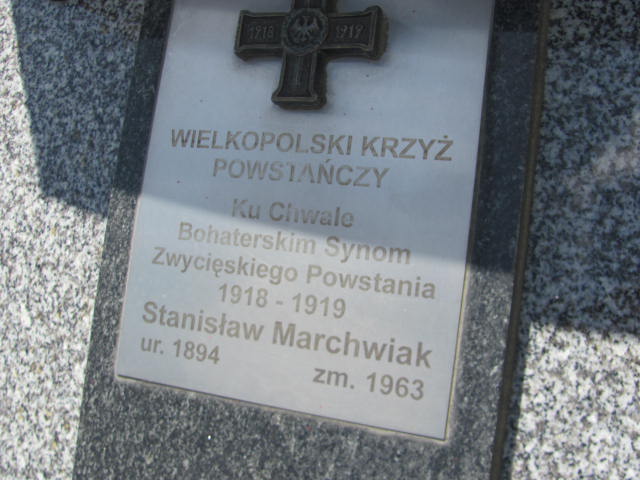 1918 1919
WIELKOPOLSKI KRZYŻ
POWSTAŃCZY
Ku Chwale
Bohaterskim Synom
Zwycięskiego Powstania
1918 - 1919
Stanisław Marchwiak
ur. 1894 zm. 1963